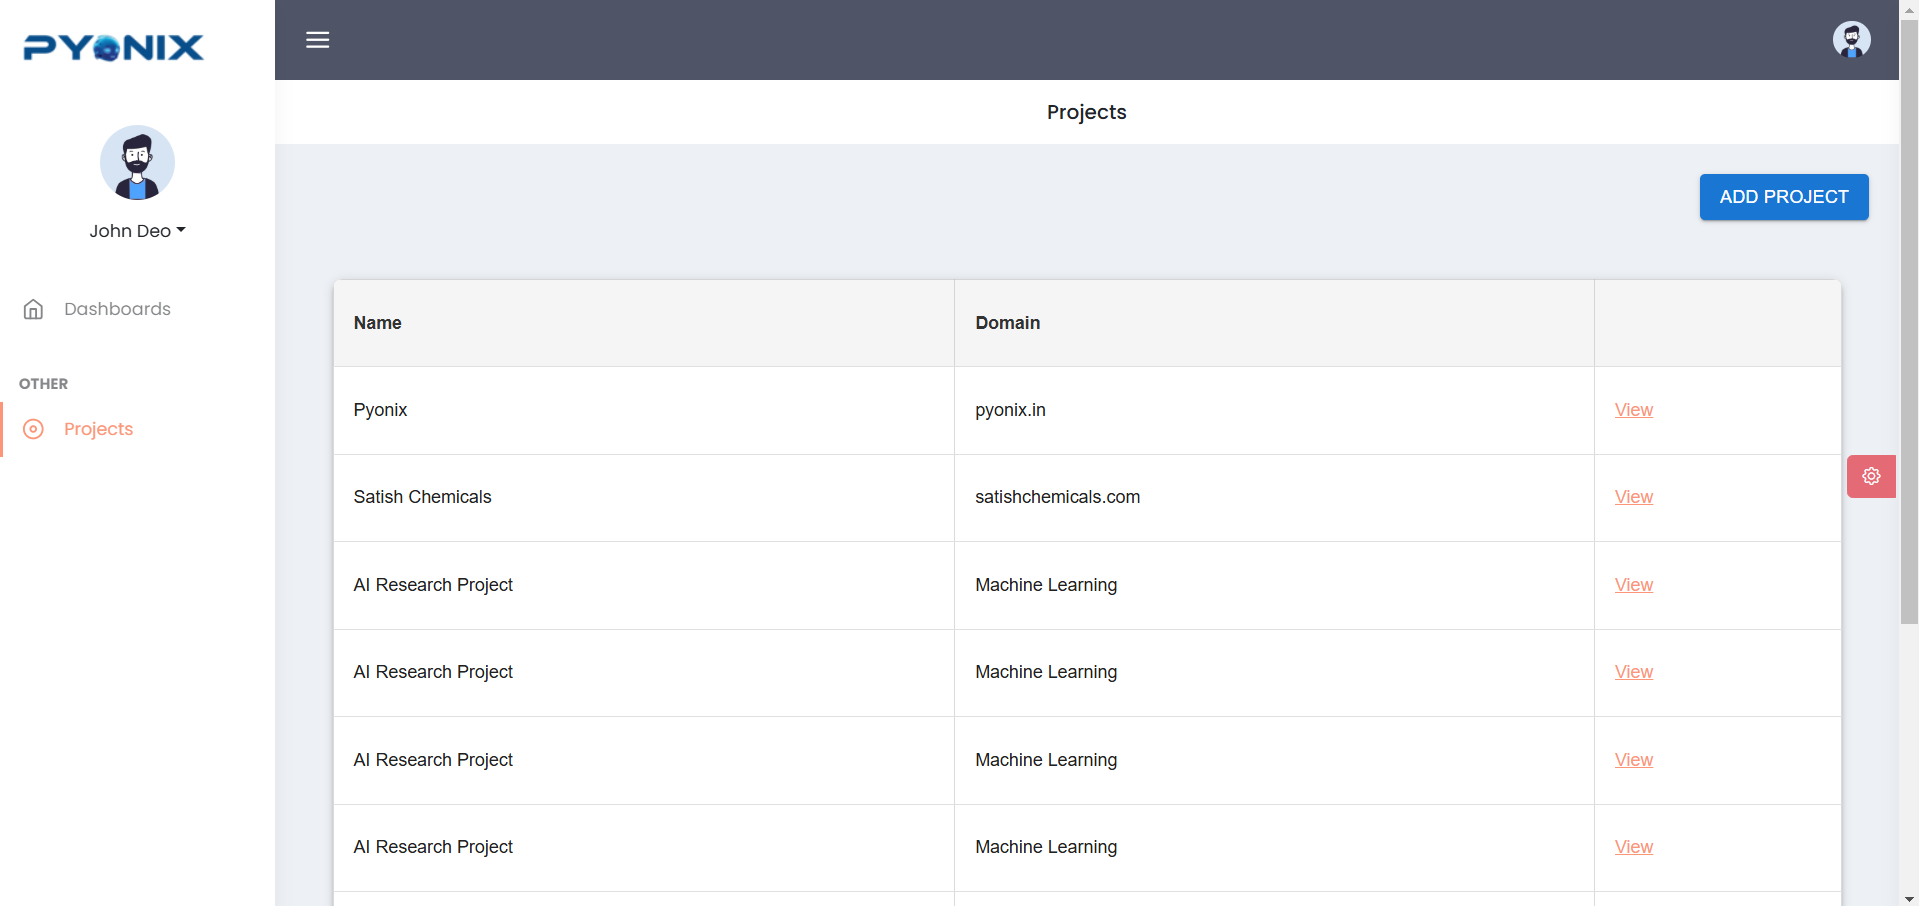 PYONIX
Projects
ADD PROJECT
John Deo
Dashboards
OTHER
Projects
Name Domain
Pyonix pyonix.in View
Satish Chemicals satishchemicals.com View
AI Research Project Machine Learning View
AI Research Project Machine Learning View
AI Research Project Machine Learning View
AI Research Project Machine Learning View